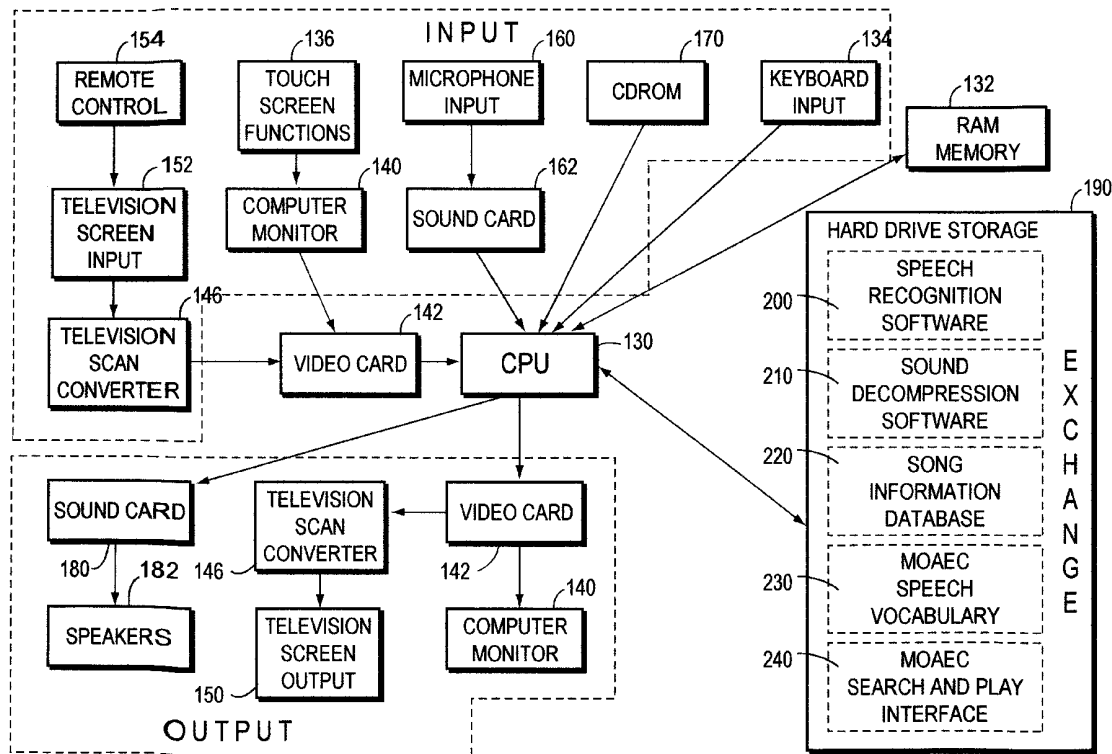 INPUT
154
REMOTE
CONTROL
136
TOUCH
SCREEN
FUNCTIONS
160
MICROPHONE
INPUT
170
CDROM
134
KEYBOARD
INPUT
132
RAM
MEMORY
152
TELEVISION
SCREEN
INPUT
140
COMPUTER
MONITOR
162
SOUND CARD
146
TELEVISION
SCAN
CONVERTER
142
VIDEO CARD
130
CPU
190
HARD DRIVE STORAGE
200
SPEECH
RECOGNITION
SOFTWARE
210
SOUND
DECOMPRESSION
SOFTWARE
220
SONG
INFORMATION
DATABASE
230
MOAEC
SPEECH
VOCABULARY
240
MOAEC
SEARCH AND PLAY
INTERFACE
EXCHANGE
SOUND CARD
180
182
SPEAKERS
TELEVISION
SCAN
CONVERTER
146
TELEVISION
SCREEN
OUTPUT
150
VIDEO CARD
142
140
COMPUTER
MONITOR
OUTPUT